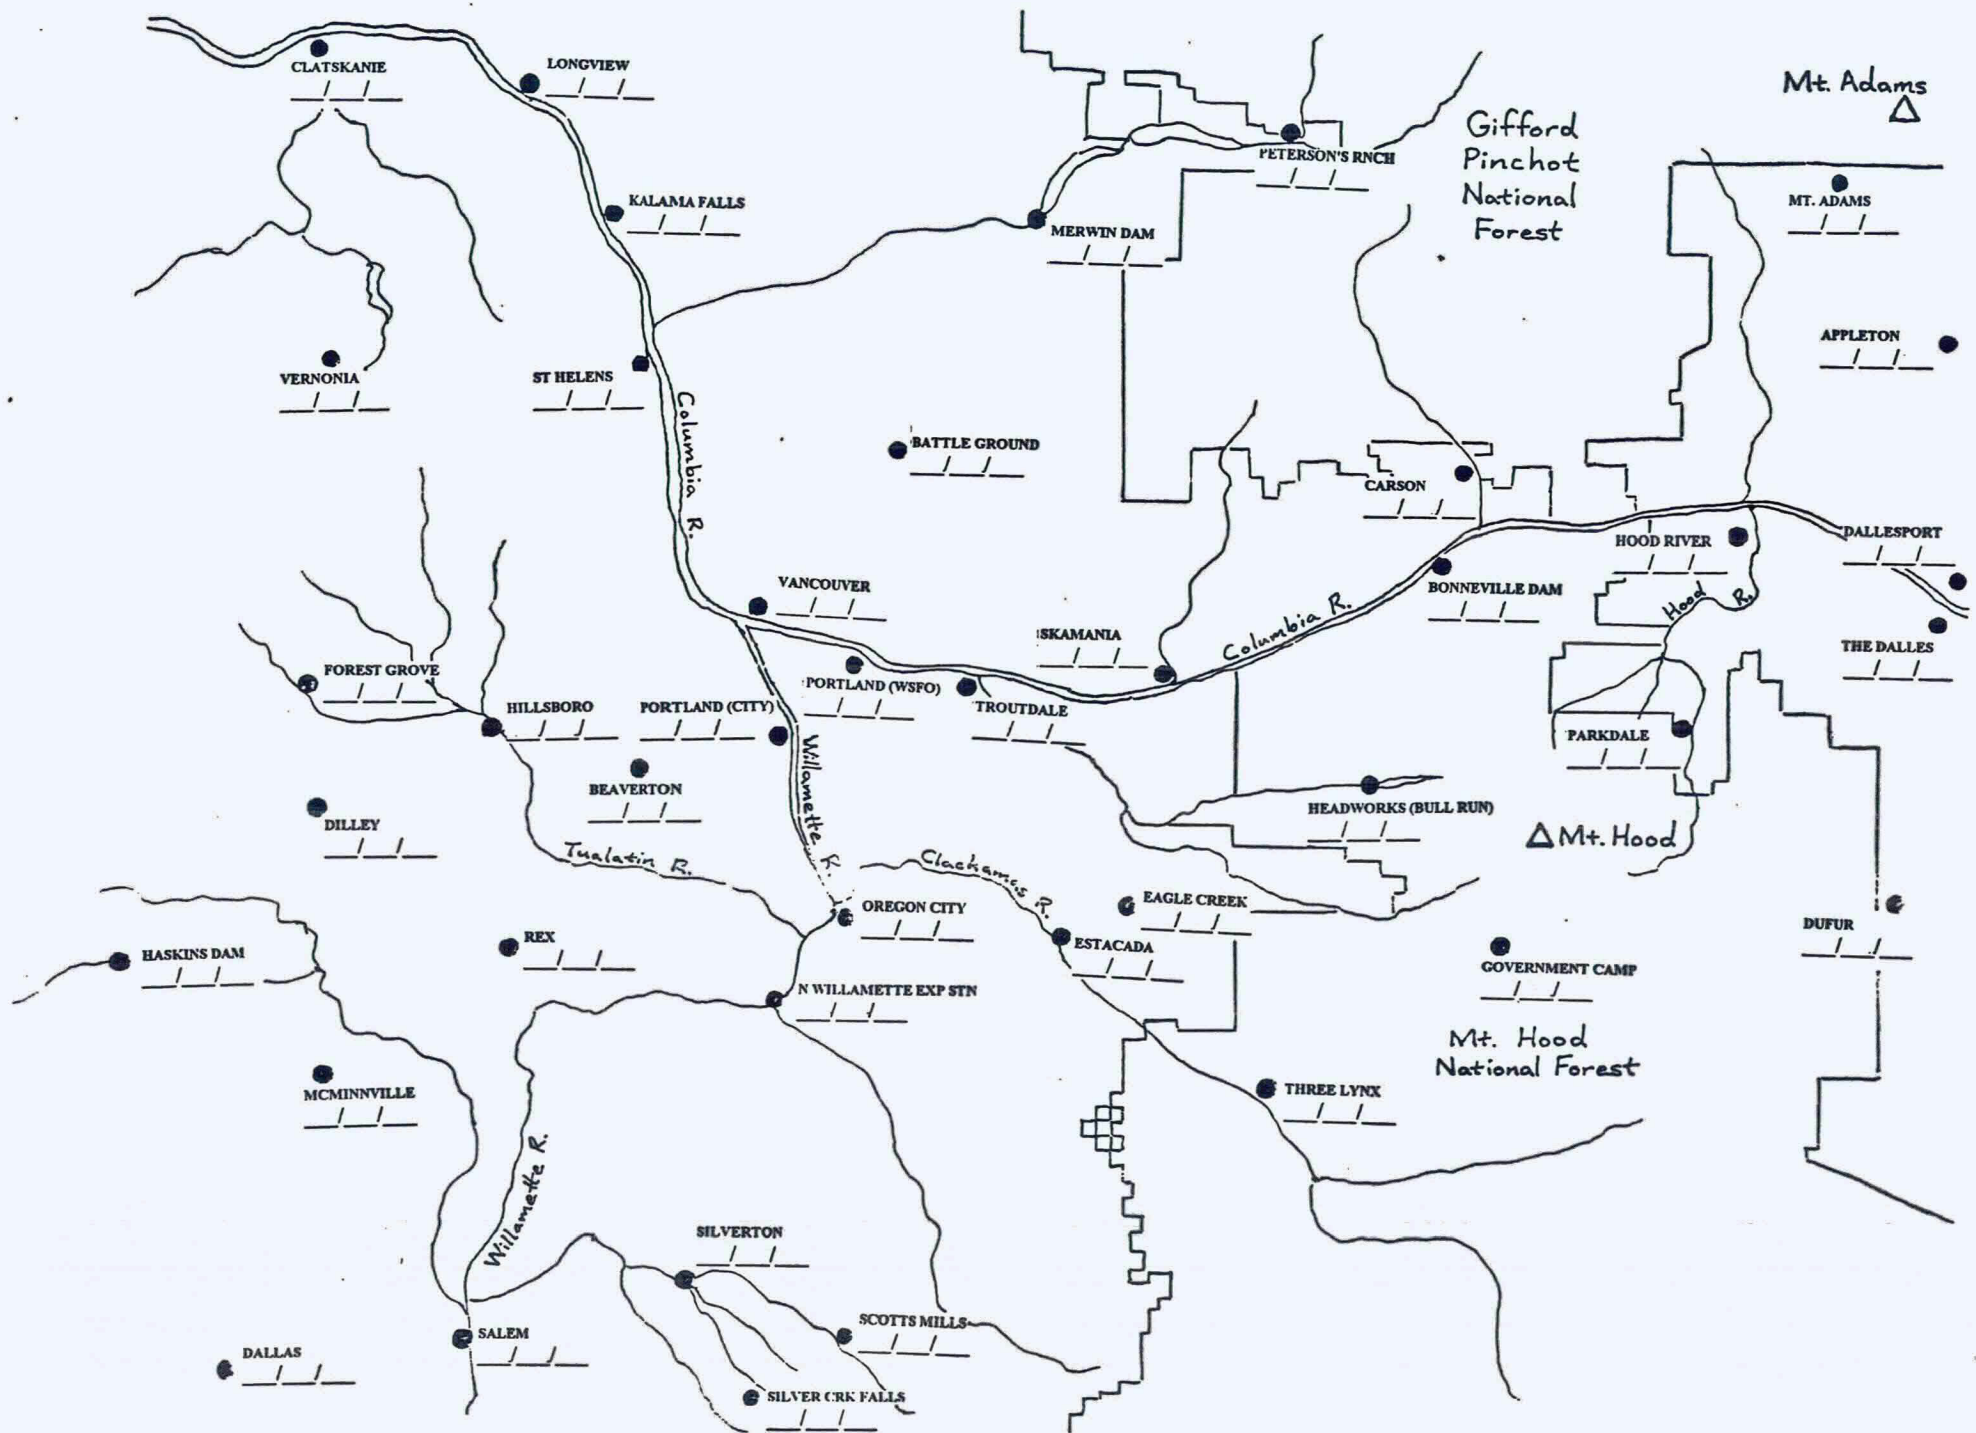 CLATSKANIE
LONGVIEW
Mt. Adams
Gifford
Pinchot
National
Forest
PETERSON'S RNCH
KALAMA FALLS
MERWIN DAM
MT. ADAMS
APPLETON
VERNONIA
ST HELENS
Columbia R.
BATTLE GROUND
CARSON
DALLESPORT
HOOD RIVER
VANCOUVER
BONNEVILLE DAM
Hood R.
SKAMANIA
Columbia R.
THE DALLES
FOREST GROVE
PORTLAND (WSFO)
HILLSBORO
PORTLAND (CITY)
TROUTDALE
PARKDALE
Willamette R.
BEAVERTON
HEADWORKS (BULL RUN)
DILLEY
Mt. Hood
Tualatin R.
Clackamas R.
EAGLE CREEK
OREGON CITY
DUFUR
REX
ESTACADA
HASKINS DAM
GOVERNMENT CAMP
N WILLAMETTE EXP STN
Mt. Hood
National Forest
MCMINNVILLE
THREE LYNX
Willamette R.
SILVERTON
SCOTTS MILLS
SALEM
DALLAS
SILVER CRK FALLS